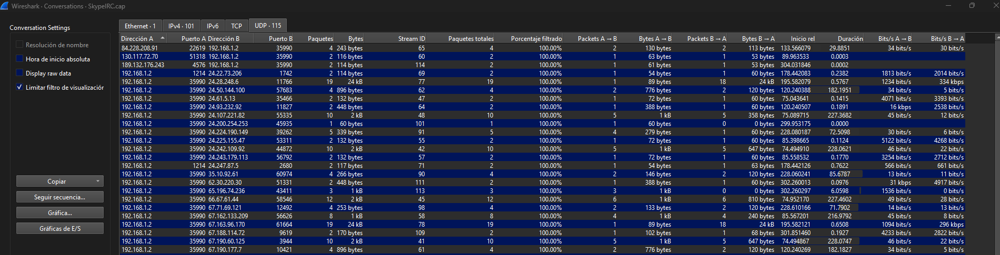 Wireshark · Conversations · SkypeIRC.cap
Conversation Settings
Resolución de nombre
Hora de inicio absoluta
Display raw data
Limitar filtro de visualización
Copiar
Seguir secuencia...
Gráfica...
Gráficas de E/S
Ethernet · 1 IPv4 · 101 IPv6 TCP UDP · 115
Dirección A Puerto A Dirección B Puerto B Paquetes Bytes Stream ID Paquetes totales Porcentaje filtrado Packets A → B Bytes A → B Packets B → A Bytes B → A Inicio rel Duración Bits/s A → B Bits/s B → A
84.228.208.91 22619 192.168.1.2 35990 4 243 bytes 65 4 100.00% 2 130 bytes 2 113 bytes 133.566079 29.8851 34 bits/s 30 bits/s
130.117.72.70 51318 192.168.1.2 35990 2 116 bytes 60 2 100.00% 1 63 bytes 1 53 bytes 89.963533 0.0003
189.132.176.243 4576 192.168.1.2 35990 2 114 bytes 114 2 100.00% 1 61 bytes 1 53 bytes 304.031846 0.0002
192.168.1.2 1214 24.22.73.206 1742 2 114 bytes 69 2 100.00% 1 54 bytes 1 60 bytes 178.442083 0.2382 1813 bits/s 2014 bits/s
192.168.1.2 35990 24.28.248.6 11766 19 24 kB 77 19 100.00% 1 89 bytes 18 24 kB 195.582079 0.5767 1234 bits/s 334 kbps
192.168.1.2 35990 24.50.144.100 57683 4 896 bytes 62 4 100.00% 2 776 bytes 2 120 bytes 120.240388 182.1951 34 bits/s 5 bits/s
192.168.1.2 35990 24.61.5.13 35466 2 132 bytes 47 2 100.00% 1 72 bytes 1 60 bytes 75.043641 0.1415 4071 bits/s 3393 bits/s
192.168.1.2 35990 24.93.232.92 11827 2 448 bytes 64 2 100.00% 1 388 bytes 1 60 bytes 120.240507 0.1891 16 kbps 2538 bits/s
192.168.1.2 35990 24.107.221.82 55335 10 2 kB 48 10 100.00% 5 1 kB 5 358 bytes 75.089715 227.3682 45 bits/s 12 bits/s
192.168.1.2 35990 24.200.254.253 45935 1 60 bytes 101 1 100.00% 1 60 bytes 0 0 bytes 299.953175 0.0000
192.168.1.2 35990 24.224.190.149 39262 5 339 bytes 91 5 100.00% 4 279 bytes 1 60 bytes 228.080187 72.5098 30 bits/s 6 bits/s
192.168.1.2 35990 24.225.155.47 53311 2 132 bytes 55 2 100.00% 1 72 bytes 1 60 bytes 85.398665 0.1124 5122 bits/s 4268 bits/s
192.168.1.2 35990 24.242.109.92 44872 10 2 kB 42 10 100.00% 5 1 kB 5 647 bytes 74.494910 228.0621 46 bits/s 22 bits/s
192.168.1.2 35990 24.243.179.113 56792 2 132 bytes 57 2 100.00% 1 72 bytes 1 60 bytes 85.558532 0.1770 3254 bits/s 2712 bits/s
192.168.1.2 1214 24.247.87.5 2680 2 117 bytes 71 2 100.00% 1 54 bytes 1 63 bytes 178.442126 0.7622 566 bits/s 661 bits/s
192.168.1.2 35990 35.10.92.61 60974 4 266 bytes 90 4 100.00% 2 146 bytes 2 120 bytes 228.060241 85.6787 13 bits/s 11 bits/s
192.168.1.2 35990 62.30.220.30 51331 2 448 bytes 111 2 100.00% 1 388 bytes 1 60 bytes 302.260013 0.0976 31 kbps 4917 bits/s
192.168.1.2 35990 65.196.74.236 43411 3 1 kB 113 3 100.00% 3 1 kB 0 0 bytes 302.260297 6.0598 1536 bits/s 0 bits/s
192.168.1.2 35990 66.67.61.44 58546 12 2 kB 45 12 100.00% 6 1 kB 6 810 bytes 74.952170 227.4602 49 bits/s 28 bits/s
192.168.1.2 35990 67.71.69.121 12492 4 253 bytes 98 4 100.00% 2 133 bytes 2 120 bytes 228.610166 71.7902 14 bits/s 13 bits/s
192.168.1.2 35990 67.162.133.209 56626 8 1 kB 58 8 100.00% 4 1 kB 4 240 bytes 85.567201 216.9792 45 bits/s 8 bits/s
192.168.1.2 35990 67.163.96.170 61664 19 24 kB 78 19 100.00% 1 89 bytes 18 24 kB 195.582121 0.6508 1094 bits/s 296 kbps
192.168.1.2 35990 67.188.114.72 9619 2 170 bytes 109 2 100.00% 1 102 bytes 1 68 bytes 301.851460 0.1927 4233 bits/s 2822 bits/s
192.168.1.2 35990 67.190.60.125 3944 10 2 kB 41 10 100.00% 5 1 kB 5 647 bytes 74.494867 228.0747 46 bits/s 22 bits/s
192.168.1.2 35990 67.190.177.7 10421 4 896 bytes 61 4 100.00% 2 776 bytes 2 120 bytes 120.240269 182.1827 34 bits/s 5 bits/s